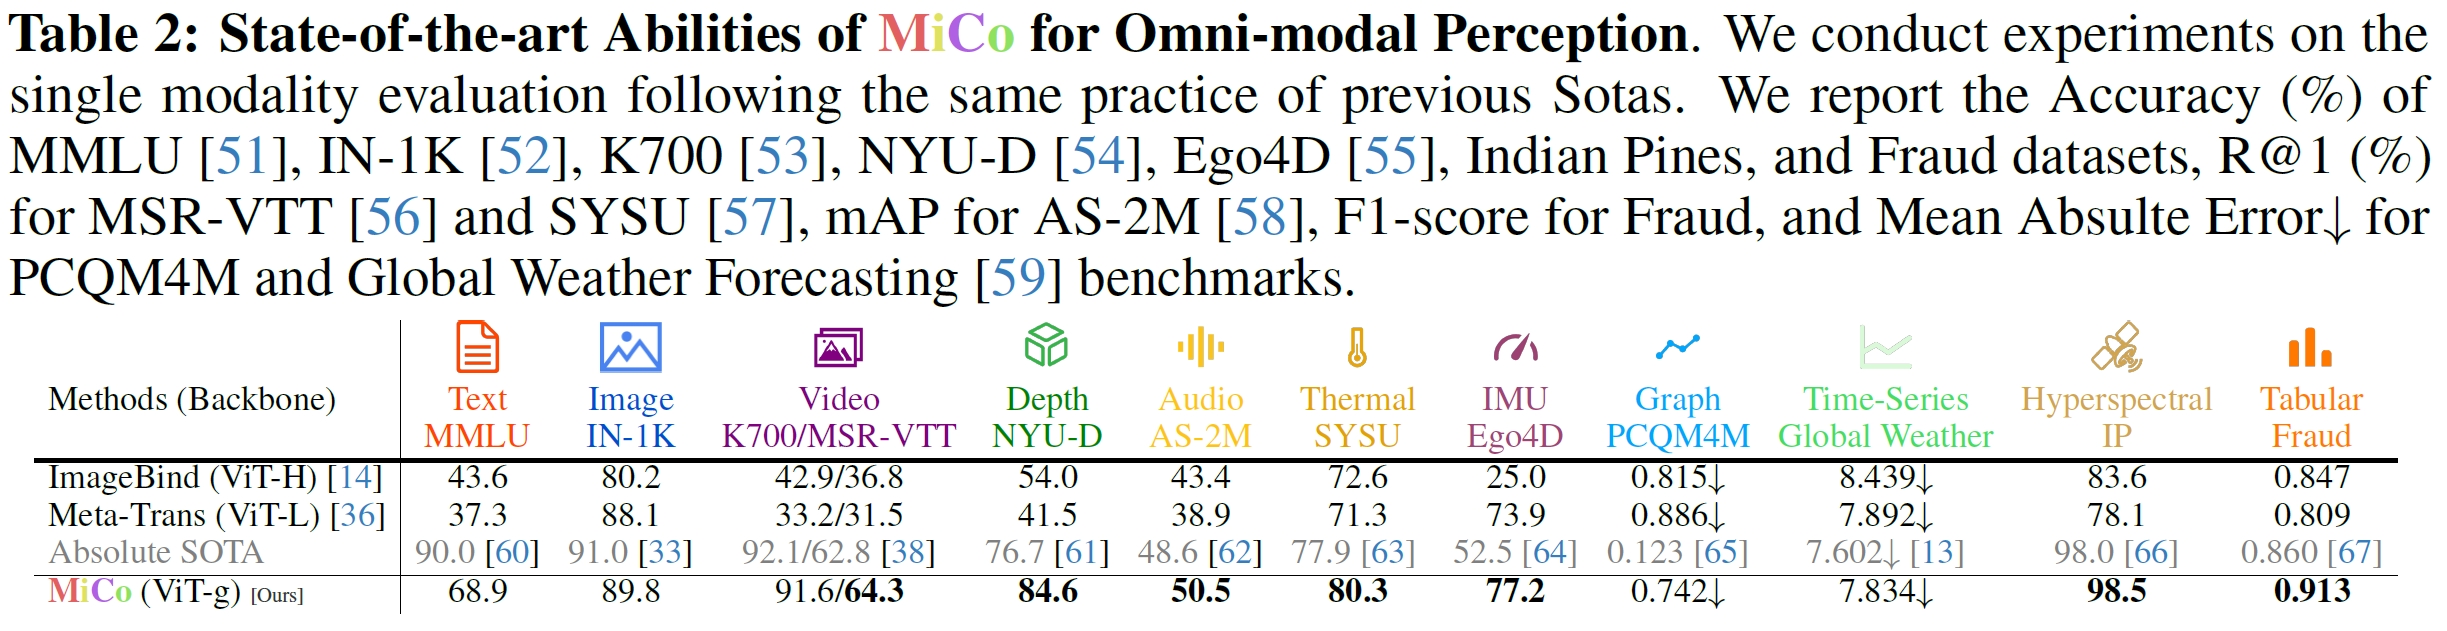 Table 2: State-of-the-art Abilities of MiCo for Omni-modal Perception. We conduct experiments on the
single modality evaluation following the same practice of previous Sotas. We report the Accuracy (%) of
MMLU [51], IN-1K [52], K700 [53], NYU-D [54], Ego4D [55], Indian Pines, and Fraud datasets, R@1 (%)
for MSR-VTT [56] and SYSU [57], mAP for AS-2M [58], F1-score for Fraud, and Mean Absulte Error↓ for
PCQM4M and Global Weather Forecasting [59] benchmarks.
Methods (Backbone) Text Image Video Depth Audio Thermal IMU Graph Time-Series Hyperspectral Tabular
MMLU IN-1K K700/MSR-VTT NYU-D AS-2M SYSU Ego4D PCQM4M Global Weather IP Fraud
ImageBind (ViT-H) [14] 43.6 80.2 42.9/36.8 54.0 43.4 72.6 25.0 0.815↓ 8.439↓ 83.6 0.847
Meta-Trans (ViT-L) [36] 37.3 88.1 33.2/31.5 41.5 38.9 71.3 73.9 0.886↓ 7.892↓ 78.1 0.809
Absolute SOTA 90.0 [60] 91.0 [33] 92.1/62.8 [38] 76.7 [61] 48.6 [62] 77.9 [63] 52.5 [64] 0.123 [65] 7.602↓ [13] 98.0 [66] 0.860 [67]
MiCo (ViT-g) [Ours] 68.9 89.8 91.6/64.3 84.6 50.5 80.3 77.2 0.742↓ 7.834↓ 98.5 0.913